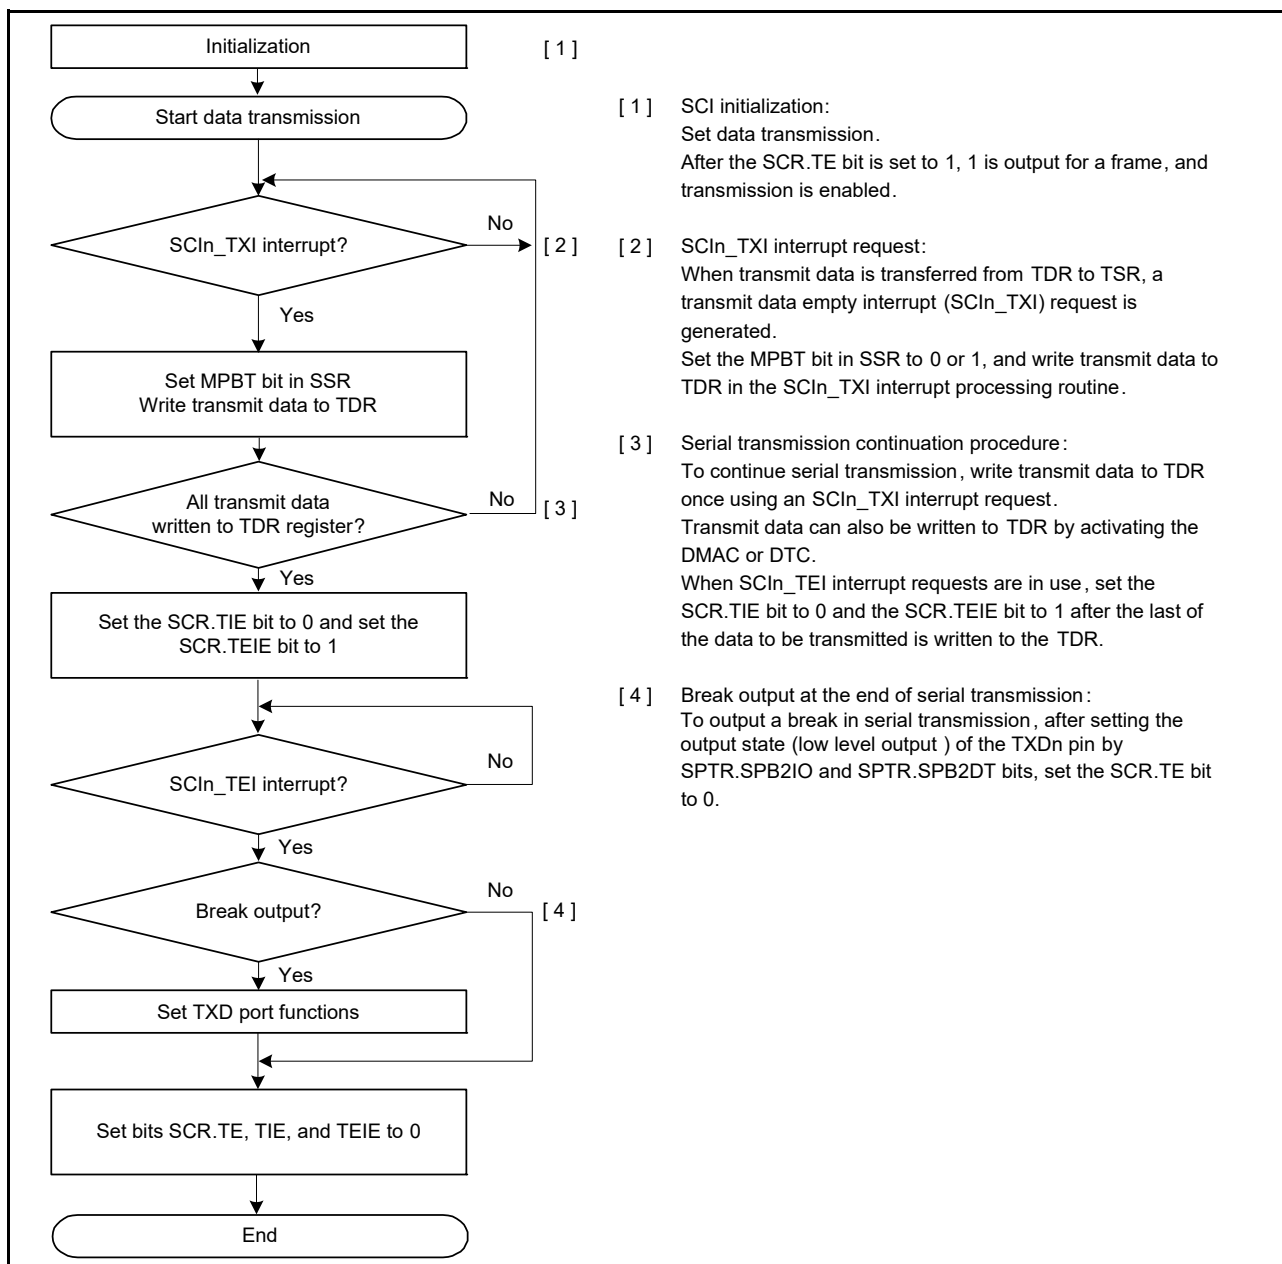 Initialization
[ 1 ]
Start data transmission
SCIn_TXI interrupt?
No
[ 2 ]
Yes
Set MPBT bit in SSR
Write transmit data to TDR
All transmit data
written to TDR register?
No
[ 3 ]
Yes
Set the SCR.TIE bit to 0 and set the
SCR.TEIE bit to 1
SCIn_TEI interrupt?
No
Yes
Break output?
No
[ 4 ]
Yes
Set TXD port functions
Set bits SCR.TE, TIE, and TEIE to 0
End
[ 1 ] SCI initialization:
Set data transmission.
After the SCR.TE bit is set to 1, 1 is output for a frame, and
transmission is enabled.
[ 2 ] SCIn_TXI interrupt request:
When transmit data is transferred from TDR to TSR, a
transmit data empty interrupt (SCIn_TXI) request is
generated.
Set the MPBT bit in SSR to 0 or 1, and write transmit data to
TDR in the SCIn_TXI interrupt processing routine.
[ 3 ] Serial transmission continuation procedure:
To continue serial transmission, write transmit data to TDR
once using an SCIn_TXI interrupt request.
Transmit data can also be written to TDR by activating the
DMAC or DTC.
When SCIn_TEI interrupt requests are in use, set the
SCR.TIE bit to 0 and the SCR.TEIE bit to 1 after the last of
the data to be transmitted is written to the TDR.
[ 4 ] Break output at the end of serial transmission:
To output a break in serial transmission, after setting the
output state (low level output ) of the TXDn pin by
SPTR.SPB2IO and SPTR.SPB2DT bits, set the SCR.TE bit
to 0.